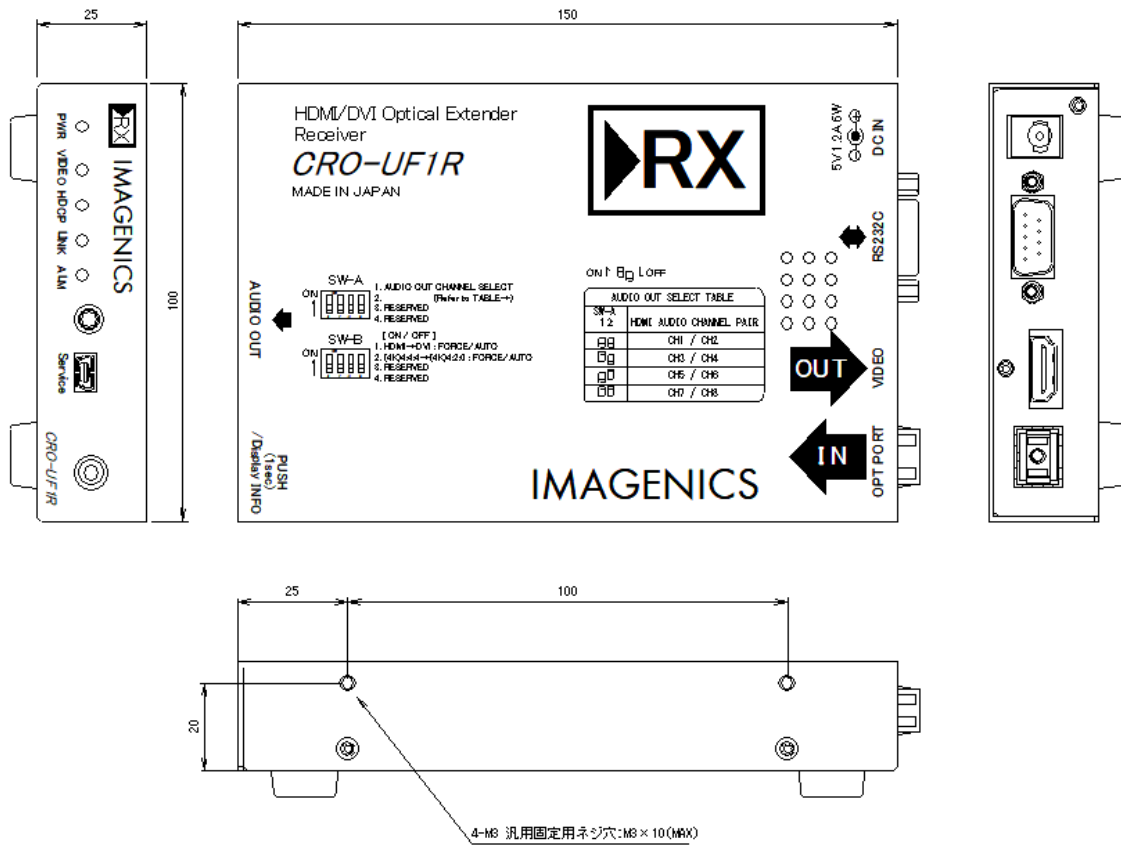 25
150
PWR
VIDEO
HDCP
LINK
ALM
RX
IMAGENICS
Service
CRO-UF1R
100
HDMI/DVI Optical Extender
Receiver
CRO-UF1R
MADE IN JAPAN
RX
5V 1.2A 6W
DC IN
RS232C
AUDIO OUT
SW-A
ON
1. AUDIO OUT CHANNEL SELECT
2. (Refer to TABLE→)
3. RESERVED
4. RESERVED
SW-B
ON
[ON / OFF]
1. HDMI→DVI : FORCE/AUTO
2. [4K]4:4:4→[4K]4:2:0 : FORCE/AUTO
3. RESERVED
4. RESERVED
ON OFF
AUDIO OUT SELECT TABLE
SW-A
1 2 HDMI AUDIO CHANNEL PAIR
CH1 / CH2
CH3 / CH4
CH5 / CH6
CH7 / CH8
OUT
VIDEO
IN
OPT PORT
PUSH
(1sec)
/Display INFO
IMAGENICS
25
100
20
4-M3 汎用固定用ネジ穴:M3×10(MAX)